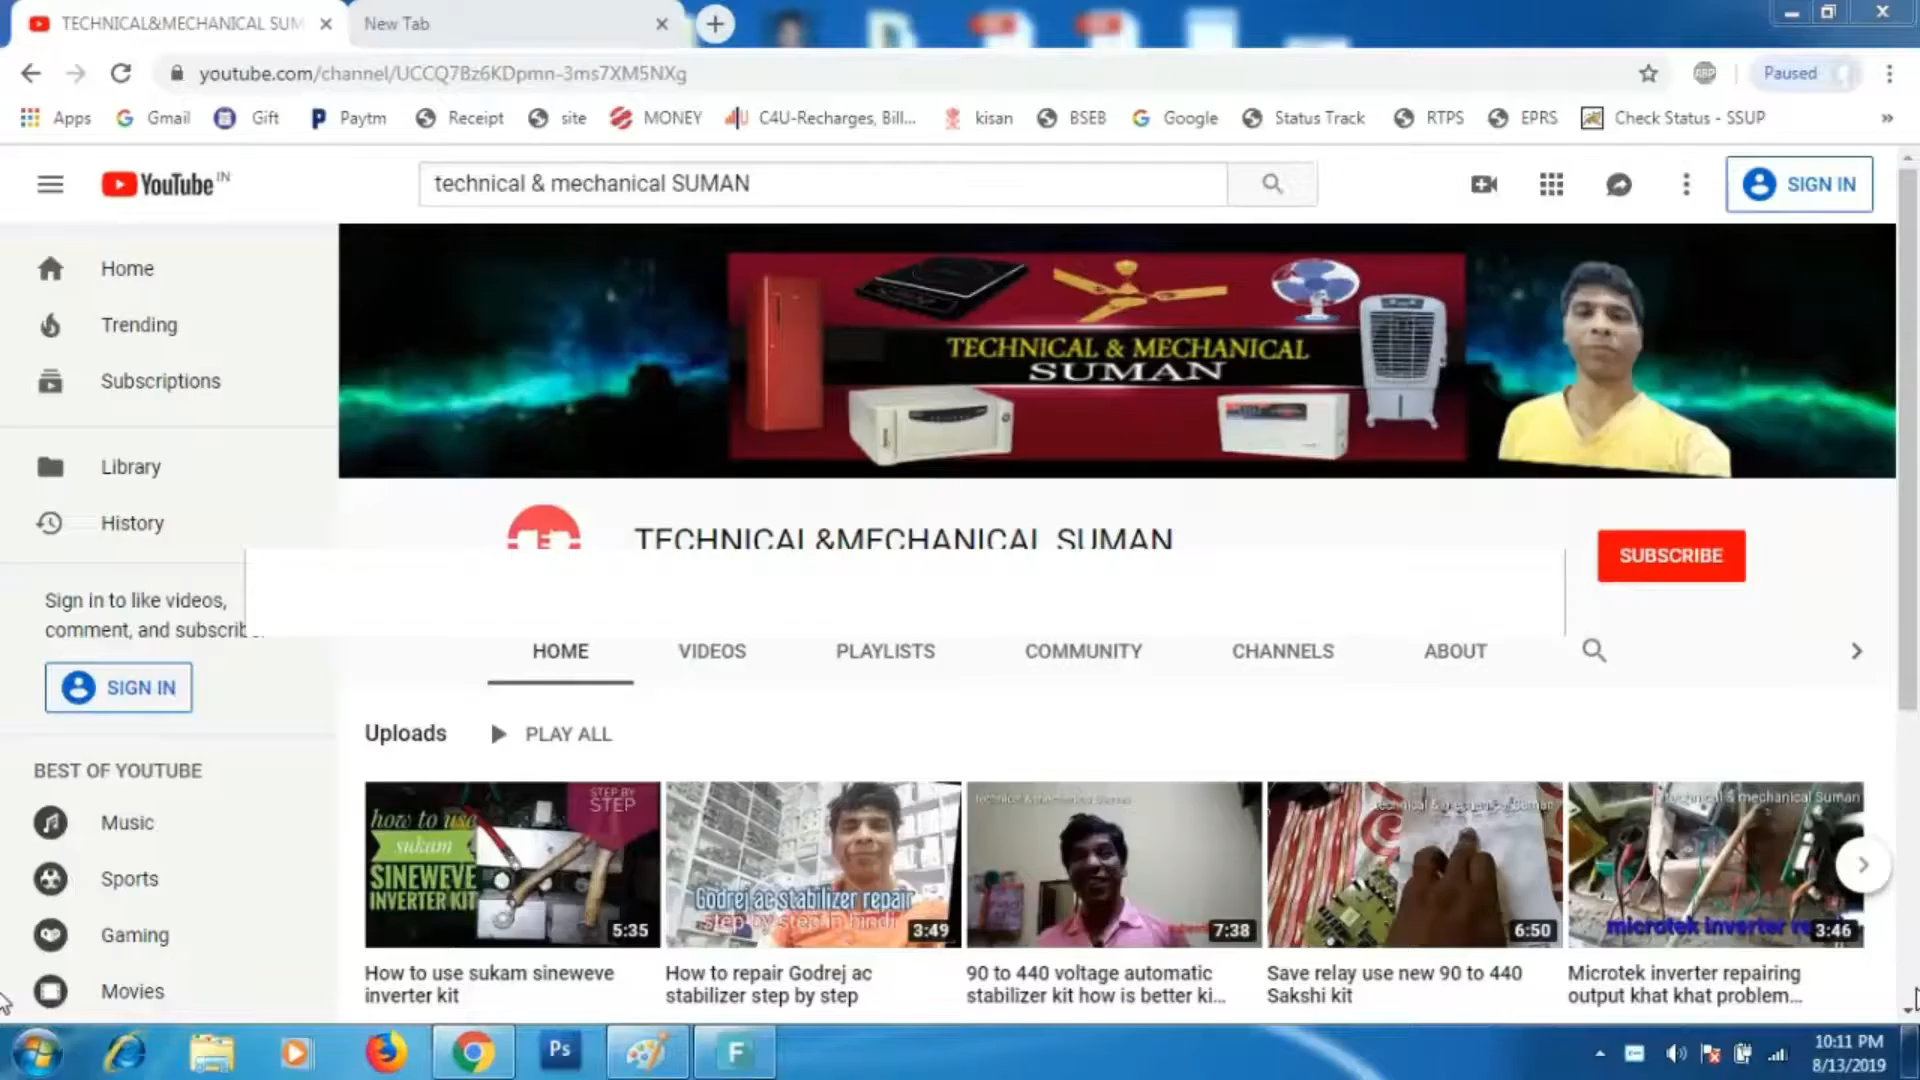 TECHNICAL&MECHANICAL SUM
New Tab
youtube.com/channel/UCCQ7Bz6KDpmn-3ms7XM5NXg
ABP
Paused
Apps
Gmail
Gift
Paytm
Receipt
site
MONEY
C4U-Recharges, Bill...
kisan
BSEB
Google
Status Track
RTPS
EPRS
Check Status - SSUP
»
YouTube IN
technical & mechanical SUMAN
SIGN IN
Home
Trending
Subscriptions
Library
History
Sign in to like videos,
comment, and subscrib
SIGN IN
BEST OF YOUTUBE
Music
Sports
Gaming
Movies
TECHNICAL & MECHANICAL
SUMAN
TECHNICAL&MECHANICAL SUMAN
SUBSCRIBE
HOME
VIDEOS
PLAYLISTS
COMMUNITY
CHANNELS
ABOUT
Uploads
PLAY ALL
STEP BY
STEP
how to use
sukam
SINEWEVE
INVERTER KIT
5:35
Godrej ac stabilizer repair
step by step in hindi
3:49
technical & mechanical Suman
7:38
technical & mechanical Suman
6:50
technical & mechanical Suman
microtek inverter re
3:46
How to use sukam sineweve
inverter kit
How to repair Godrej ac
stabilizer step by step
90 to 440 voltage automatic
stabilizer kit how is better ki...
Save relay use new 90 to 440
Sakshi kit
Microtek inverter repairing
output khat khat problem...
Ps
F
10:11 PM
8/13/2019